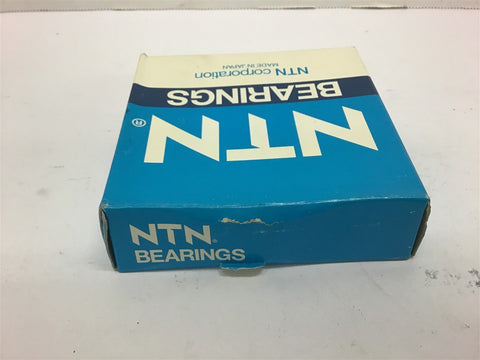 NTN®
BEARINGS
NTN corporation
MADE IN JAPAN
NTN®
BEARINGS